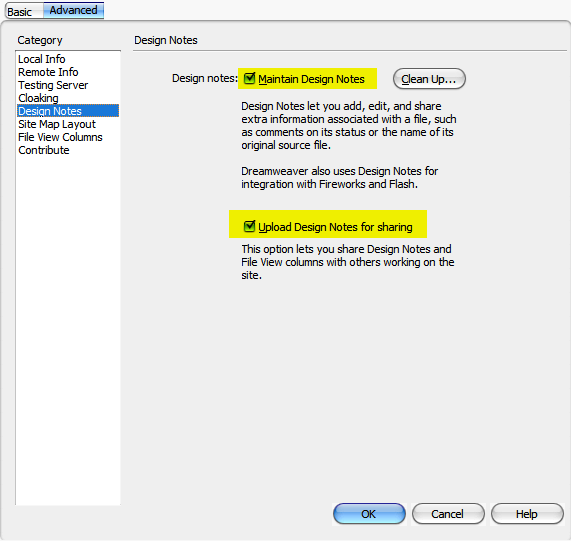 Basic Advanced
Category
Design Notes
Local Info
Remote Info
Testing Server
Cloaking
Design Notes
Site Map Layout
File View Columns
Contribute
Design notes: Maintain Design Notes Clean Up...
Design Notes let you add, edit, and share
extra information associated with a file, such
as comments on its status or the name of its
original source file.
Dreamweaver also uses Design Notes for
integration with Fireworks and Flash.
Upload Design Notes for sharing
This option lets you share Design Notes and
File View columns with others working on the
site.
OK Cancel Help